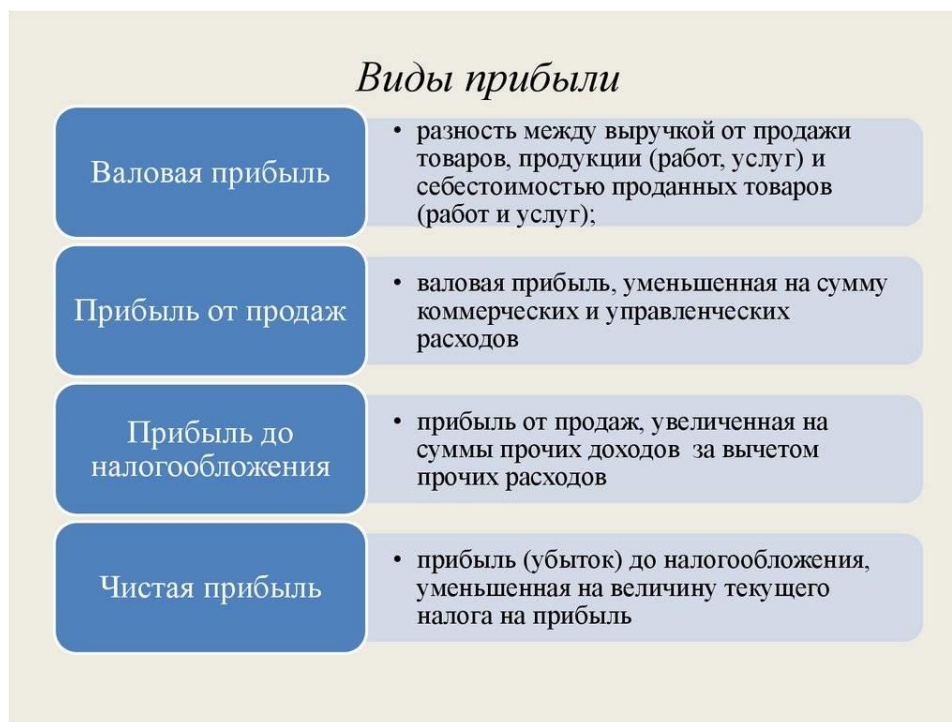 Виды прибыли
Валовая прибыль
• разность между выручкой от продажи
товаров, продукции (работ, услуг) и
себестоимостью проданных товаров
(работ и услуг);
Прибыль от продаж
• валовая прибыль, уменьшенная на сумму
коммерческих и управленческих
расходов
Прибыль до
налогообложения
• прибыль от продаж, увеличенная на
суммы прочих доходов за вычетом
прочих расходов
Чистая прибыль
• прибыль (убыток) до налогообложения,
уменьшенная на величину текущего
налога на прибыль